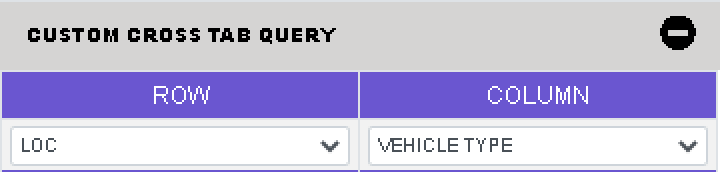 CUSTOM CROSS TAB QUERY
ROW COLUMN
LOC VEHICLE TYPE